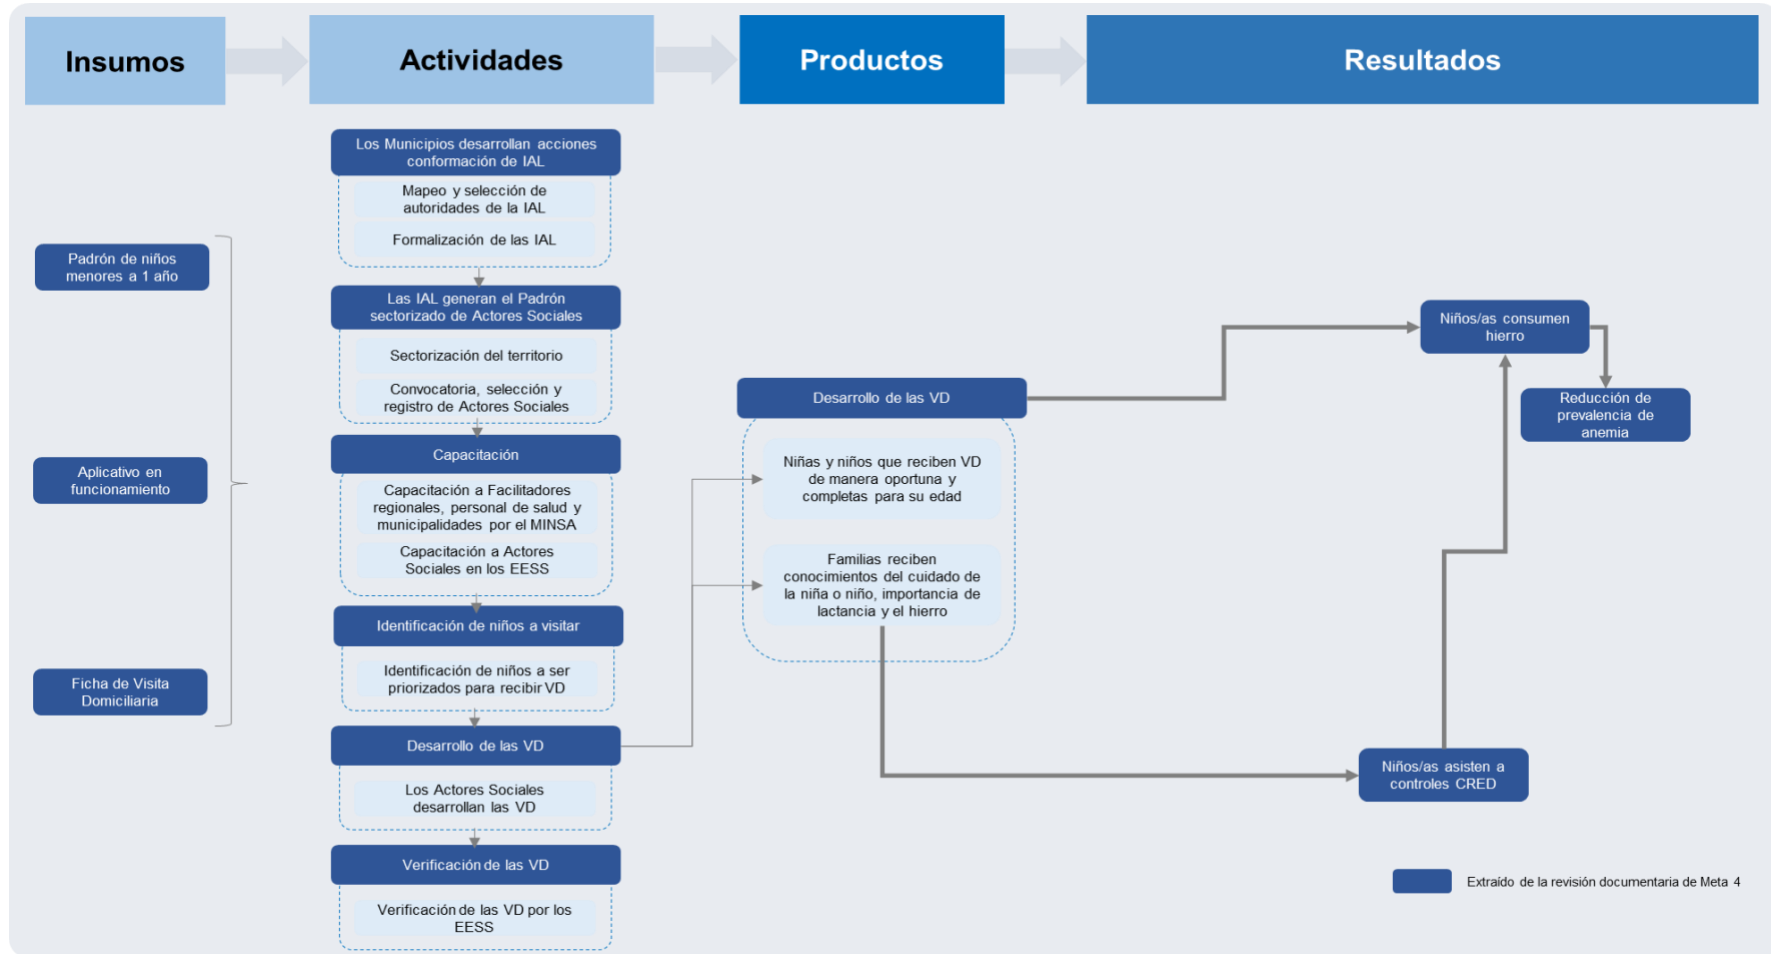 Insumos
Actividades
Productos
Resultados
Padrón de niños
menores a 1 año
Aplicativo en
funcionamiento
Ficha de Visita
Domiciliaria
Los Municipios desarrollan acciones
conformación de IAL
Mapeo y selección de
autoridades de la IAL
Formalización de las IAL
Las IAL generan el Padrón
sectorizado de Actores Sociales
Sectorización del territorio
Convocatoria, selección y
registro de Actores Sociales
Capacitación
Capacitación a Facilitadores
regionales, personal de salud y
municipalidades por el MINSA
Capacitación a Actores
Sociales en los EESS
Identificación de niños a visitar
Identificación de niños a ser
priorizados para recibir VD
Desarrollo de las VD
Los Actores Sociales
desarrollan las VD
Verificación de las VD
Verificación de las VD por los
EESS
Desarrollo de las VD
Niñas y niños que reciben VD
de manera oportuna y
completas para su edad
Familias reciben
conocimientos del cuidado de
la niña o niño, importancia de
lactancia y el hierro
Niños/as consumen
hierro
Reducción de
prevalencia de
anemia
Niños/as asisten a
controles CRED
Extraído de la revisión documentaria de Meta 4